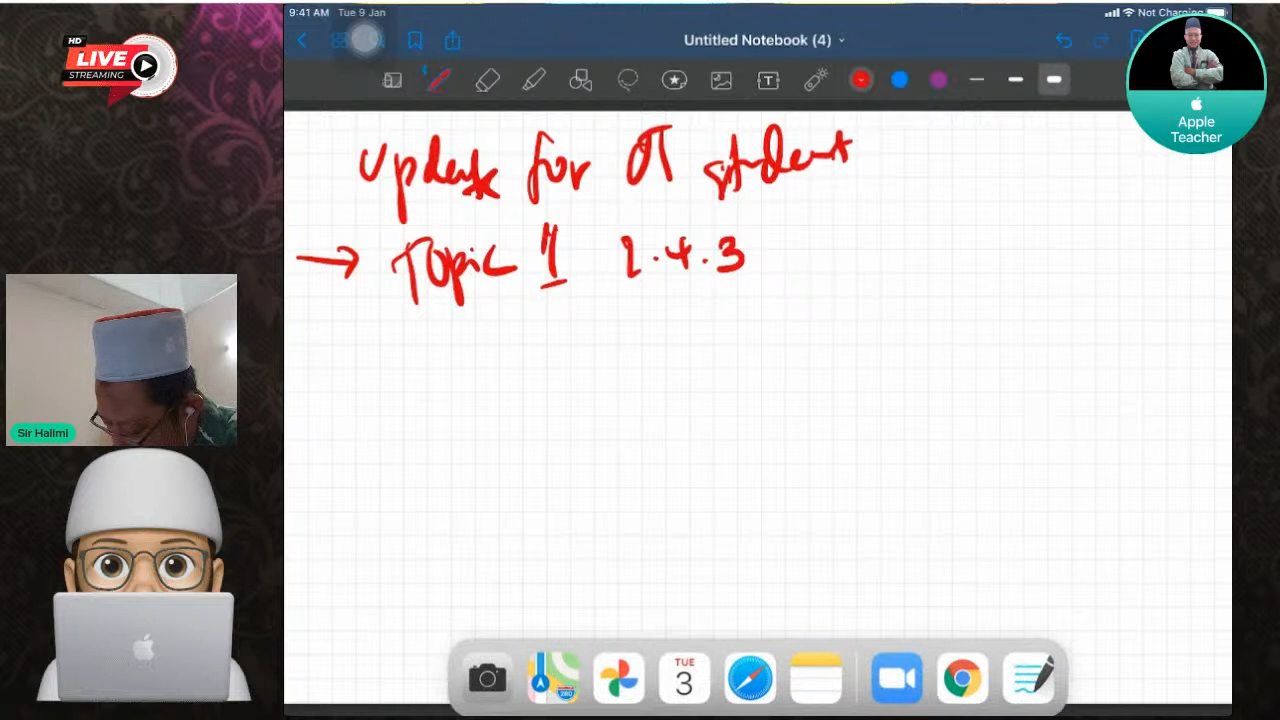 9:41 AM Tue 9 Jan
Not Charging
HD
LIVE
STREAMING
Untitled Notebook (4)
T
Apple
Teacher
Update for student
→ Topic 1 1.4.3
Sir Halimi
TUE
3
280